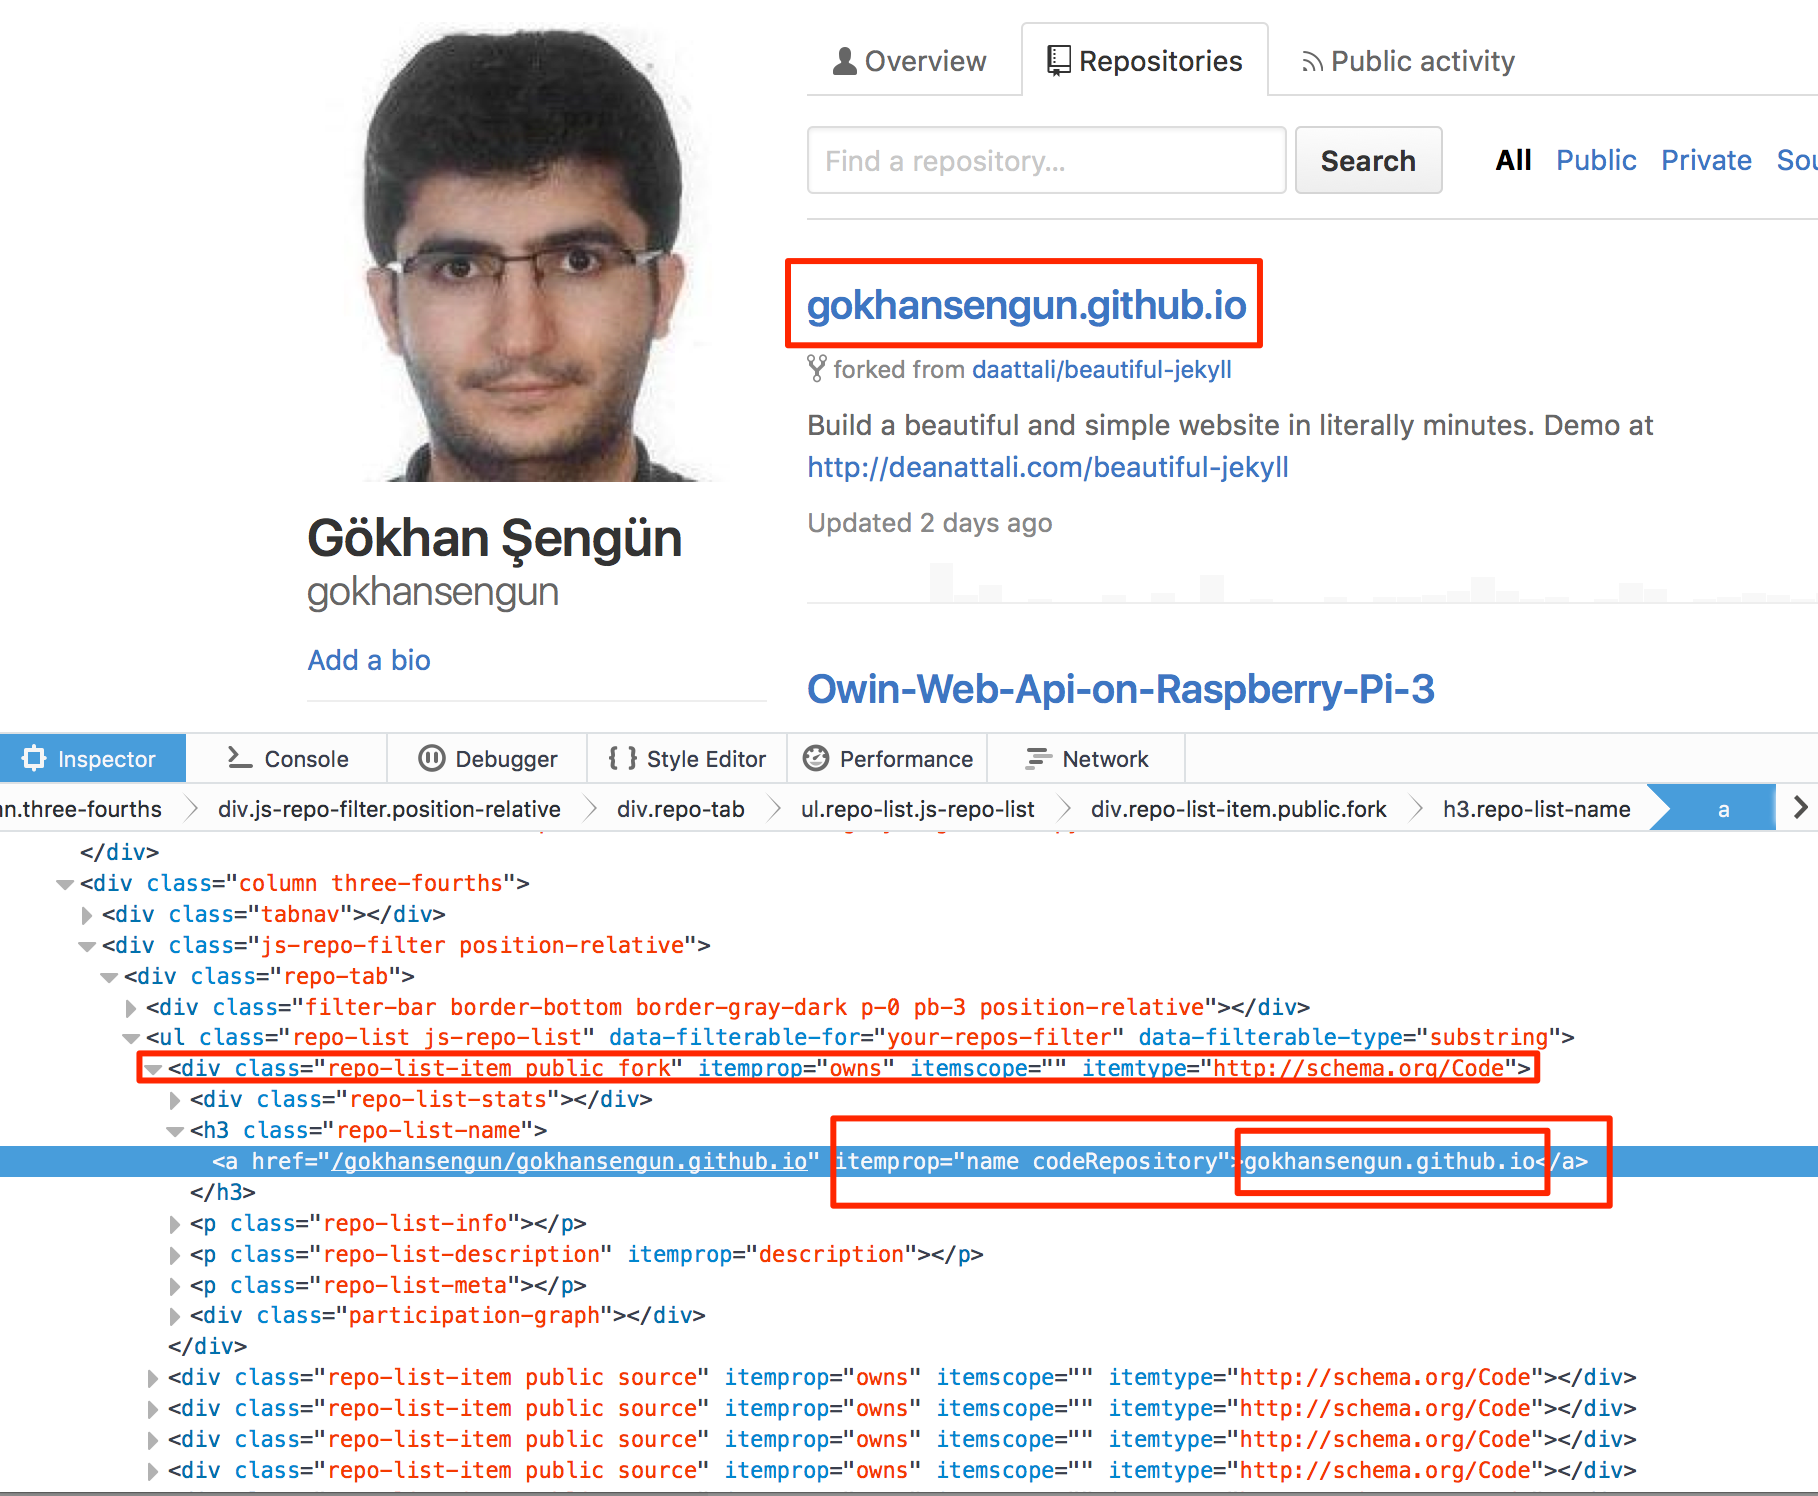 Overview
Repositories
Public activity
Find a repository...
Search
All
Public
Private
gokhansengun.github.io
forked from daattali/beautiful-jekyll
Build a beautiful and simple website in literally minutes. Demo at
http://deanattali.com/beautiful-jekyll
Updated 2 days ago
Gökhan Şengün
gokhansengun
Add a bio
Owin-Web-Api-on-Raspberry-Pi-3
Inspector
Console
Debugger
{ } Style Editor
Performance
Network
n.three-fourths
div.js-repo-filter.position-relative
div.repo-tab
ul.repo-list.js-repo-list
div.repo-list-item.public.fork
h3.repo-list-name
a
</div>
<div class="column three-fourths">
<div class="tabnav"></div>
<div class="js-repo-filter position-relative">
<div class="repo-tab">
<div class="filter-bar border-bottom border-gray-dark p-0 pb-3 position-relative"></div>
<ul class="repo-list js-repo-list" data-filterable-for="your-repos-filter" data-filterable-type="substring">
<div class="repo-list-item public fork" itemprop="owns" itemscope="" itemtype="http://schema.org/Code">
<div class="repo-list-stats"></div>
<h3 class="repo-list-name">
<a href="/gokhansengun/gokhansengun.github.io" itemprop="name codeRepository">gokhansengun.github.io</a>
</h3>
<p class="repo-list-info"></p>
<p class="repo-list-description" itemprop="description"></p>
<p class="repo-list-meta"></p>
<div class="participation-graph"></div>
</div>
<div class="repo-list-item public source" itemprop="owns" itemscope="" itemtype="http://schema.org/Code"></div>
<div class="repo-list-item public source" itemprop="owns" itemscope="" itemtype="http://schema.org/Code"></div>
<div class="repo-list-item public source" itemprop="owns" itemscope="" itemtype="http://schema.org/Code"></div>
<div class="repo-list-item public source" itemprop="owns" itemscope="" itemtype="http://schema.org/Code"></div>